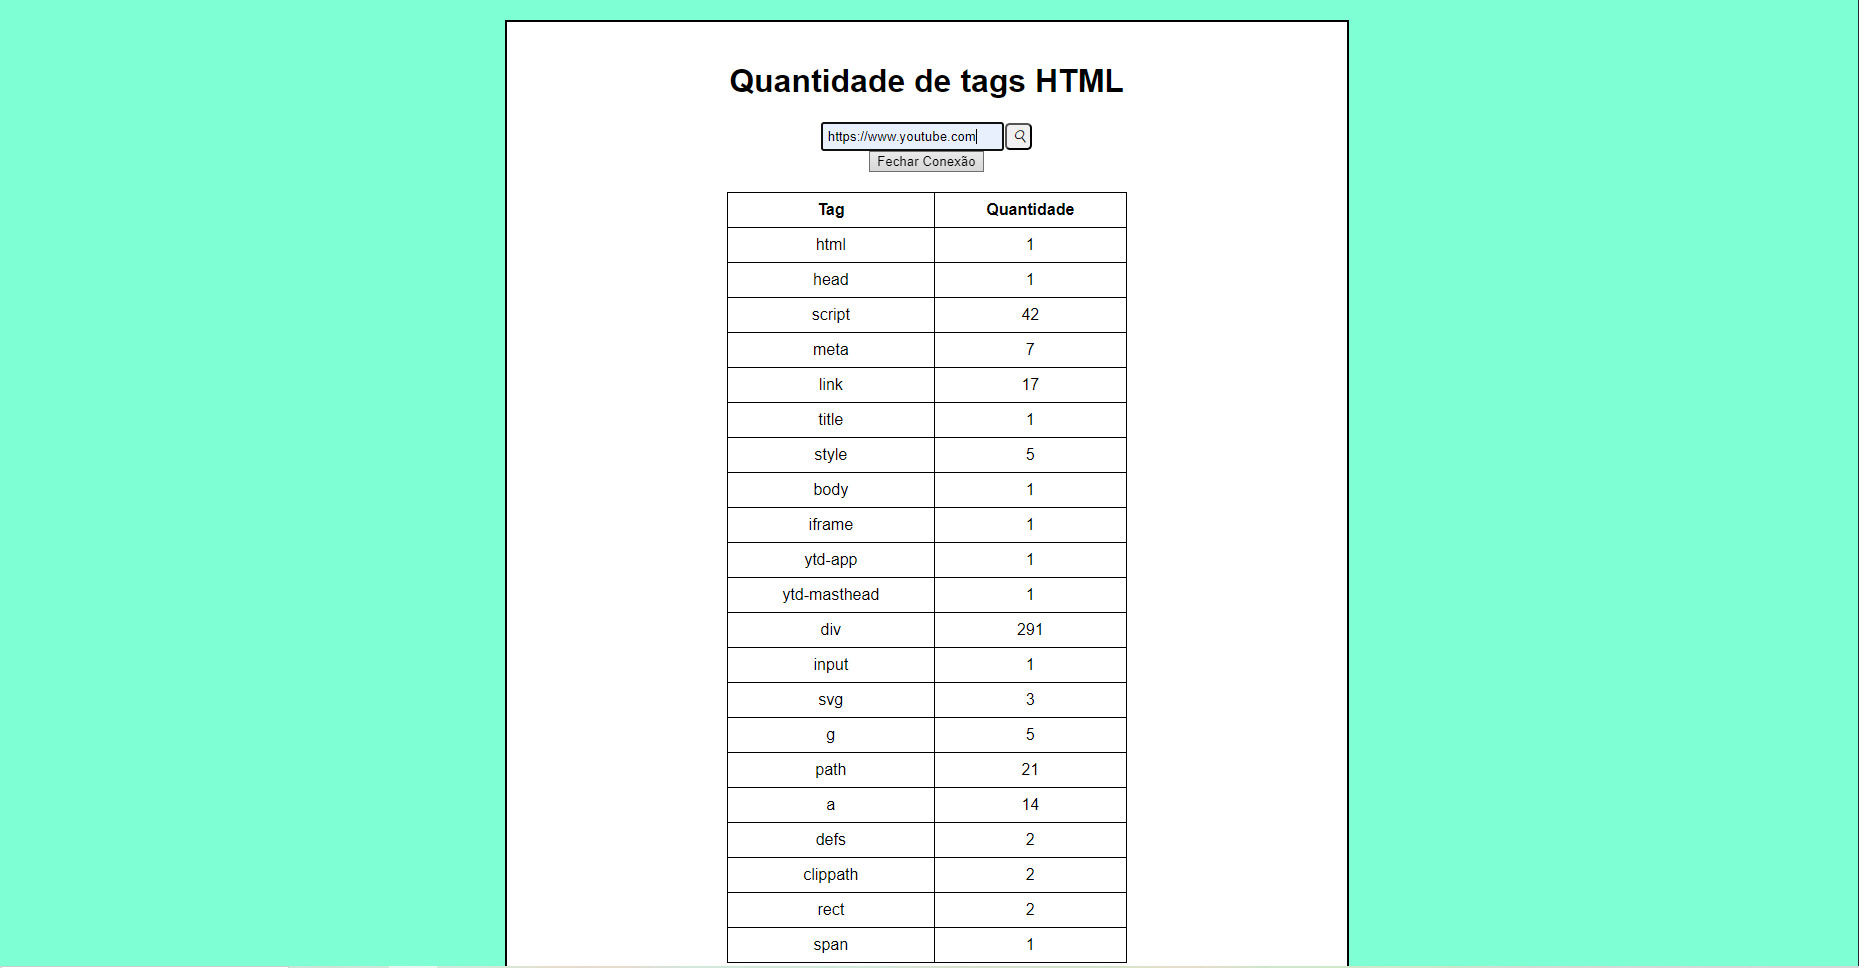 Quantidade de tags HTML
https://www.youtube.com
Fechar Conexão
Tag Quantidade
html 1
head 1
script 42
meta 7
link 17
title 1
style 5
body 1
iframe 1
ytd-app 1
ytd-masthead 1
div 291
input 1
svg 3
g 5
path 21
a 14
defs 2
clippath 2
rect 2
span 1